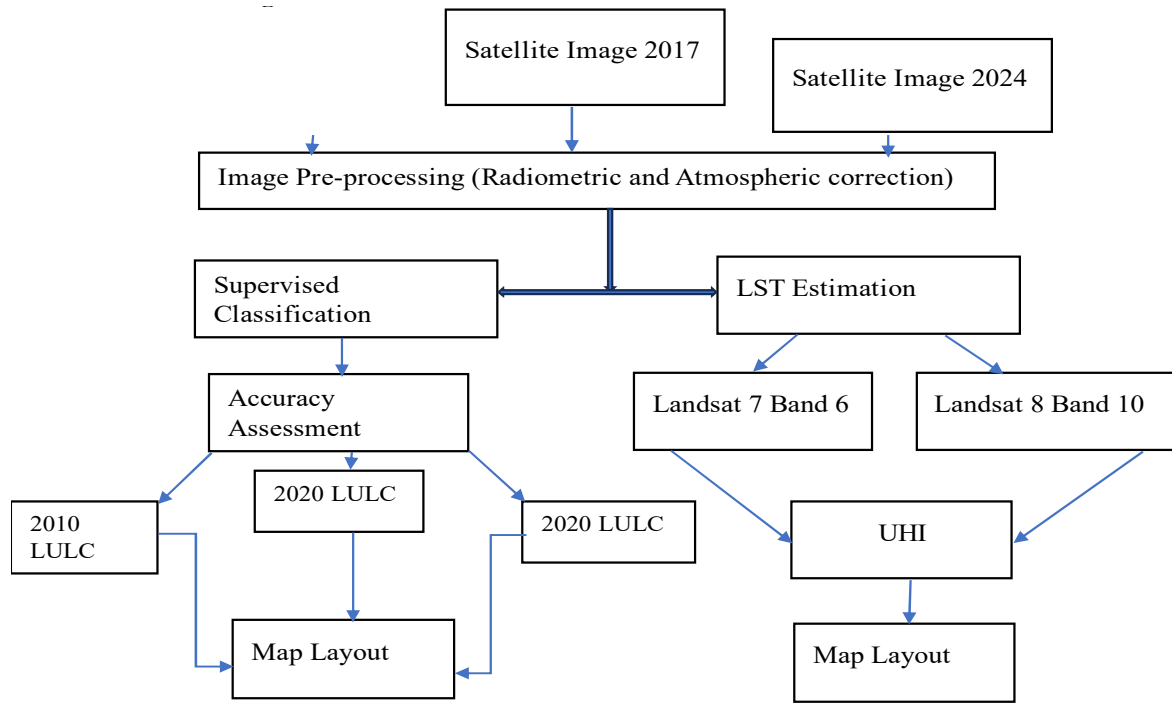 Satellite Image 2017
Satellite Image 2024
Image Pre-processing (Radiometric and Atmospheric correction)
Supervised
Classification
LST Estimation
Accuracy
Assessment
Landsat 7 Band 6
Landsat 8 Band 10
2010
LULC
2020 LULC
2020 LULC
UHI
Map Layout
Map Layout